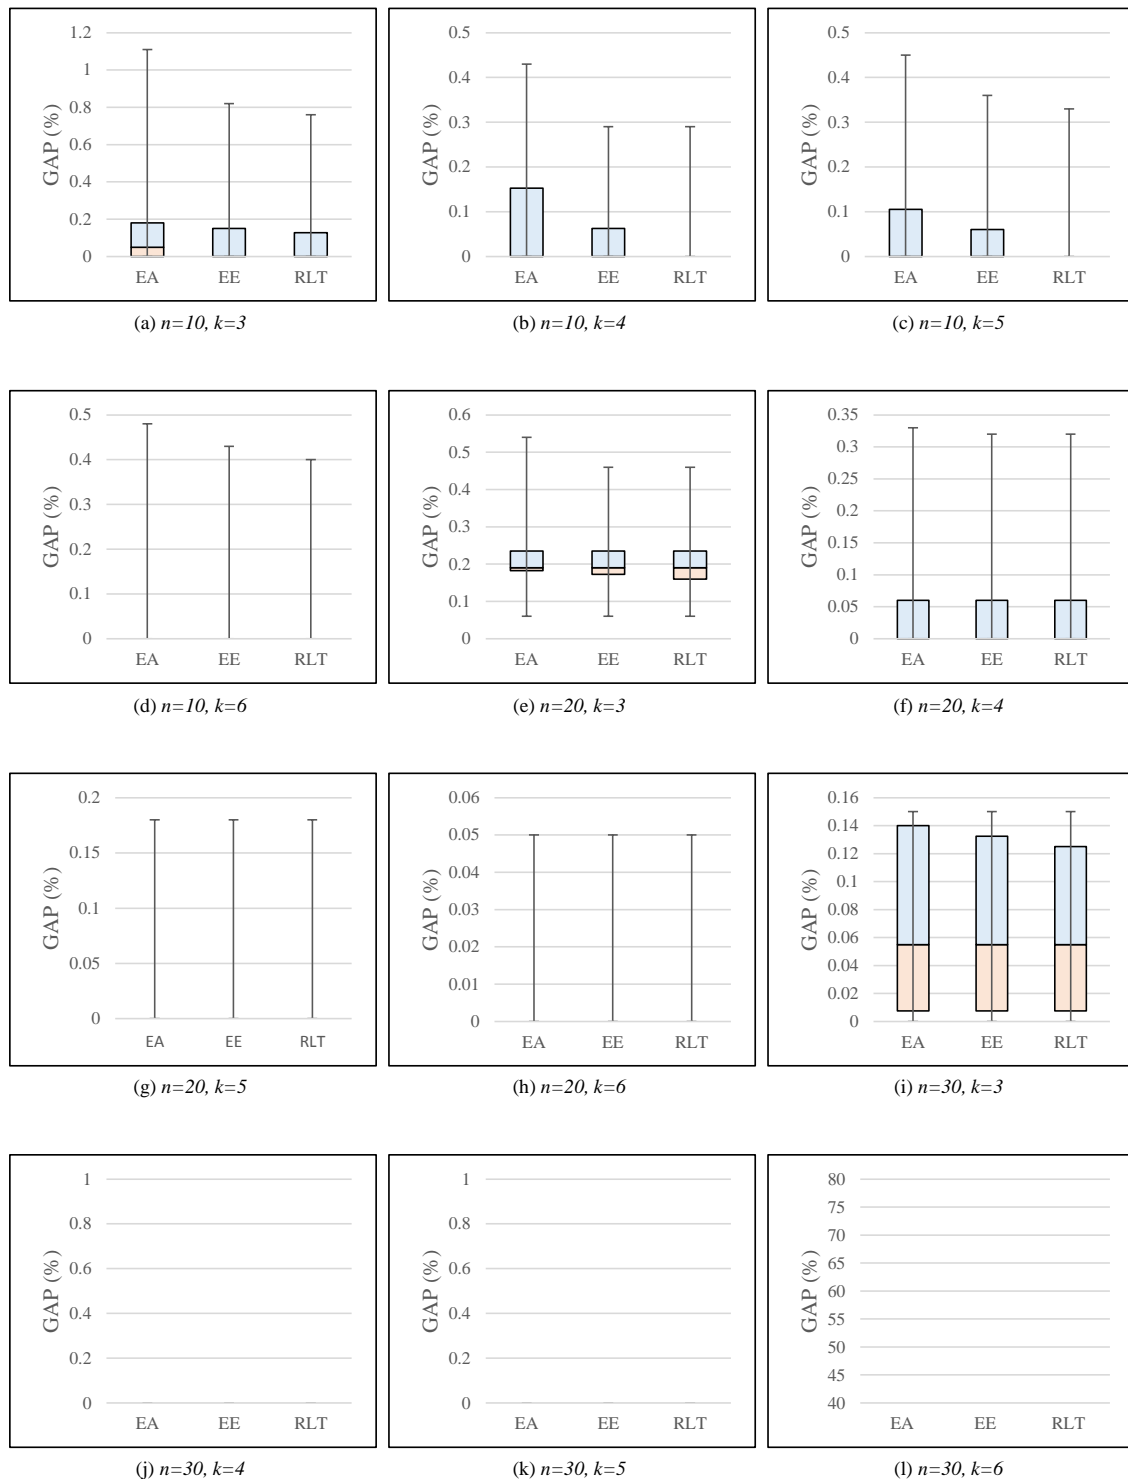 1.2
1
0.8
0.6
0.4
0.2
0
GAP (%)
EA EE RLT
(a) n=10, k=3
0.5
0.4
0.3
0.2
0.1
0
GAP (%)
EA EE RLT
(b) n=10, k=4
0.5
0.4
0.3
0.2
0.1
0
GAP (%)
EA EE RLT
(c) n=10, k=5
0.5
0.4
0.3
0.2
0.1
0
GAP (%)
EA EE RLT
(d) n=10, k=6
0.6
0.5
0.4
0.3
0.2
0.1
0
GAP (%)
EA EE RLT
(e) n=20, k=3
0.35
0.3
0.25
0.2
0.15
0.1
0.05
0
GAP (%)
EA EE RLT
(f) n=20, k=4
0.2
0.15
0.1
0.05
0
GAP (%)
EA EE RLT
(g) n=20, k=5
0.06
0.05
0.04
0.03
0.02
0.01
0
GAP (%)
EA EE RLT
(h) n=20, k=6
0.16
0.14
0.12
0.1
0.08
0.06
0.04
0.02
0
GAP (%)
EA EE RLT
(i) n=30, k=3
1
0.8
0.6
0.4
0.2
0
GAP (%)
EA EE RLT
(j) n=30, k=4
1
0.8
0.6
0.4
0.2
0
GAP (%)
EA EE RLT
(k) n=30, k=5
80
75
70
65
60
55
50
45
40
GAP (%)
EA EE RLT
(l) n=30, k=6